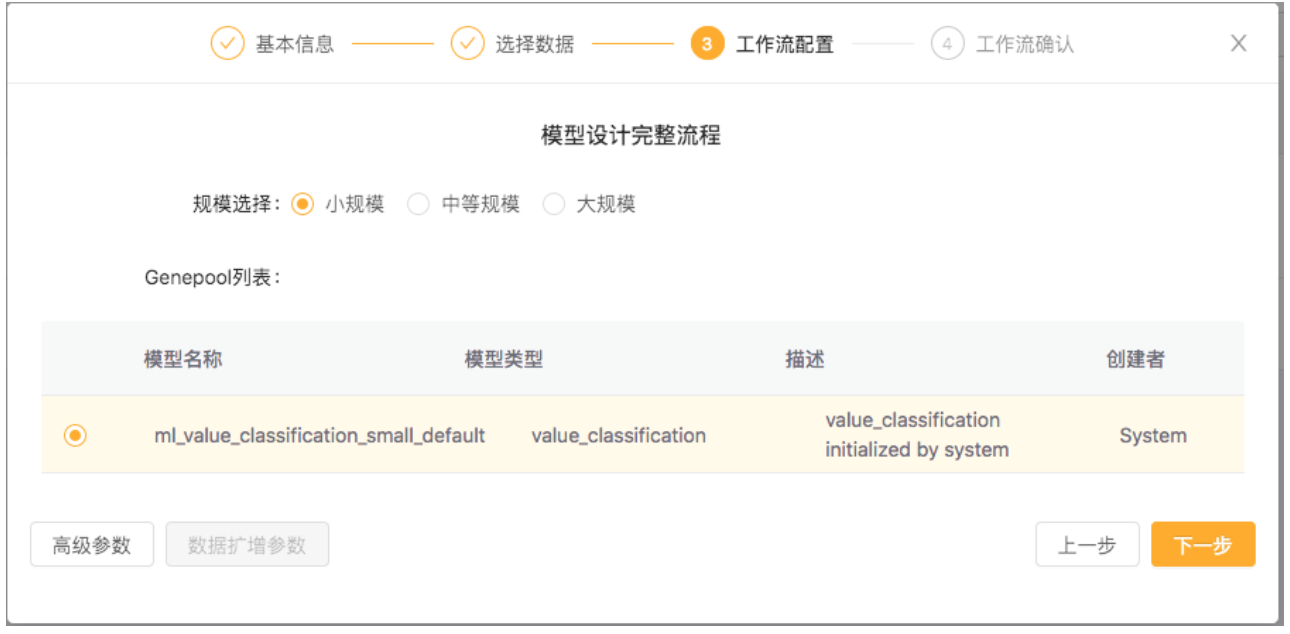 基本信息 选择数据 3 工作流配置 4 工作流确认
模型设计完整流程
规模选择: 小规模 中等规模 大规模
Genepool列表:
模型名称 模型类型 描述 创建者
ml_value_classification_small_default value_classification value_classification System
initialized by system
高级参数 数据扩增参数 上一步 下一步